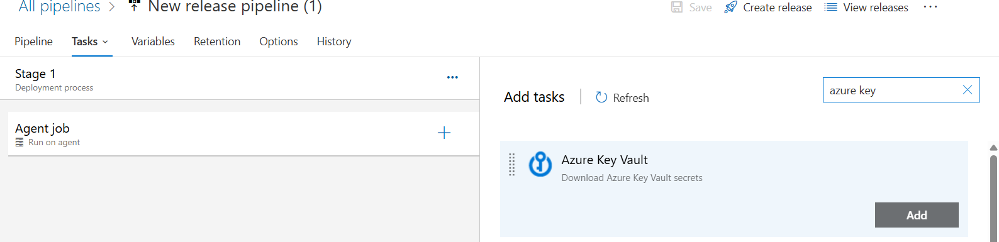 All pipelines > New release pipeline (1)
Save Create release View releases ...
Pipeline Tasks Variables Retention Options History
Stage 1
Deployment process
Agent job
Run on agent
Add tasks Refresh azure key
Azure Key Vault
Download Azure Key Vault secrets
Add